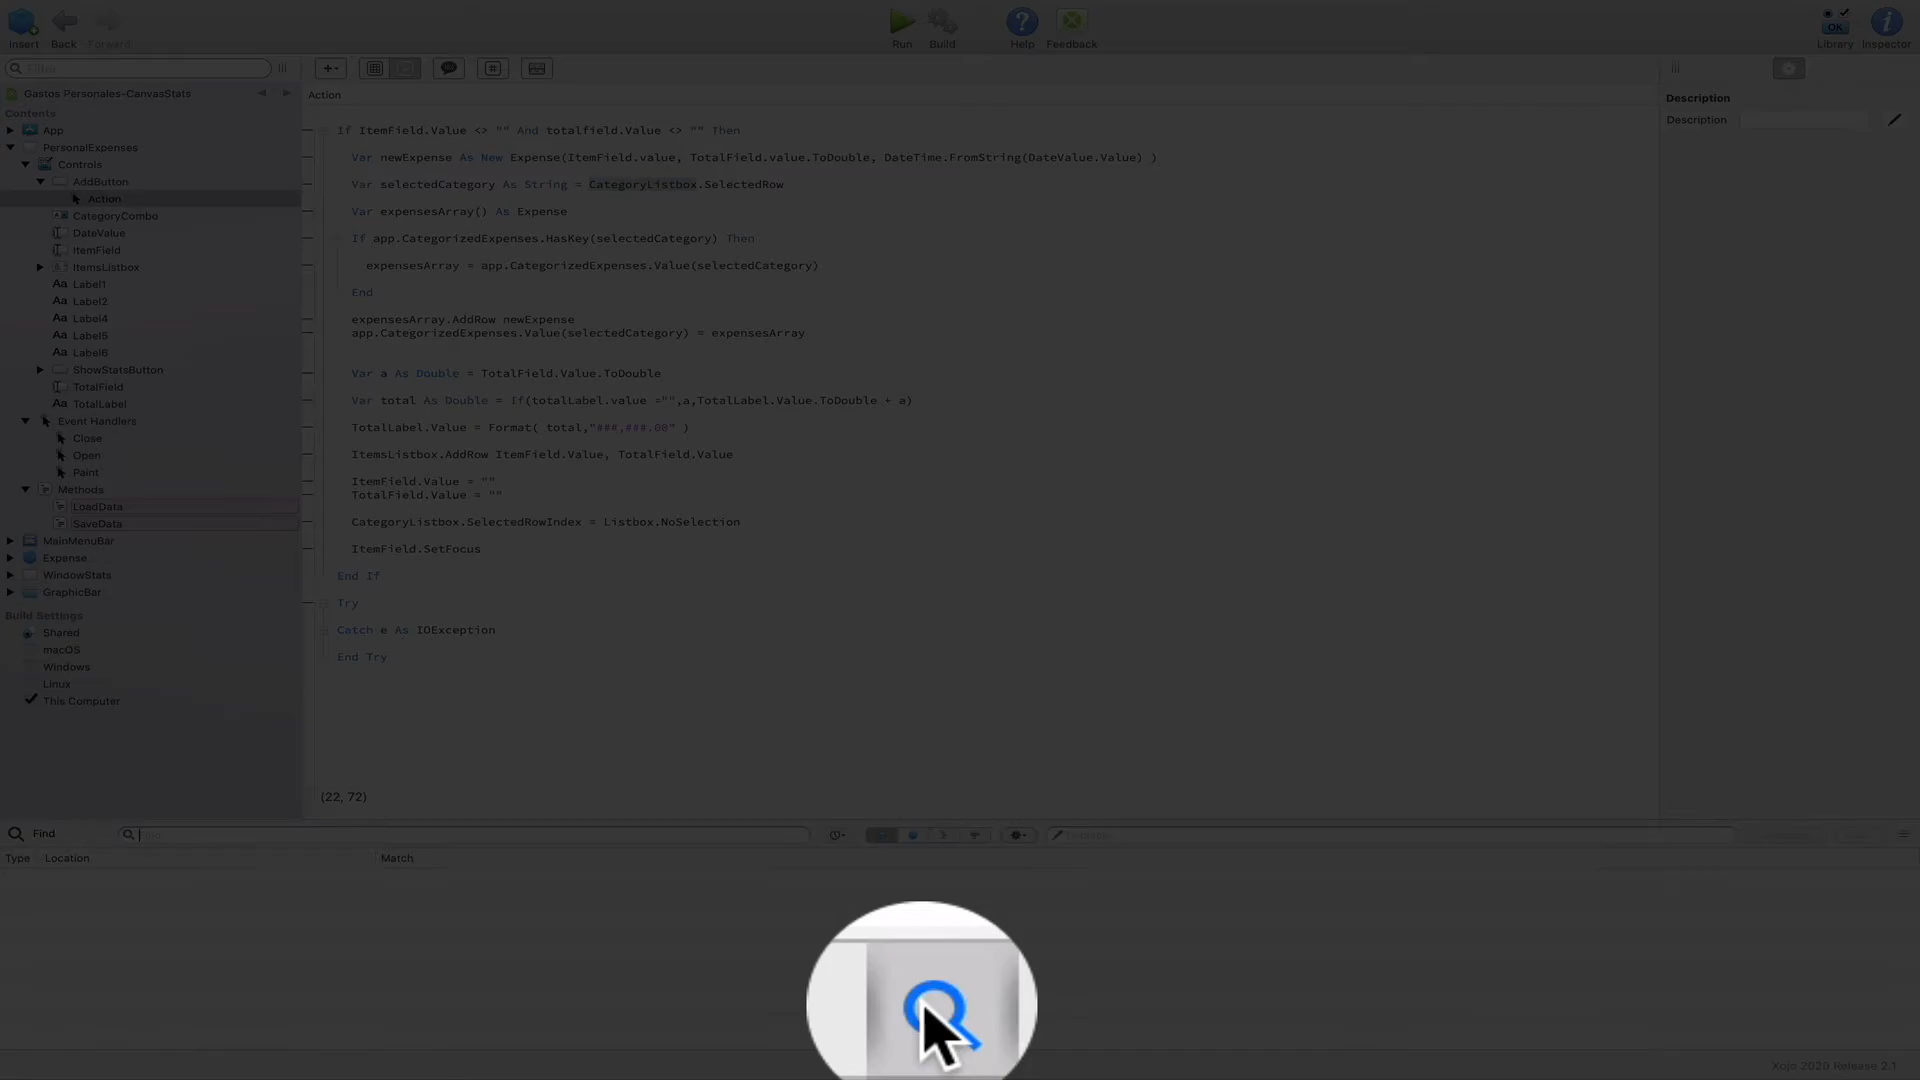 Insert Back Forward Run Build Help Feedback Library Inspector
Filter
Gastos Personales-CanvasStats
Contents
App
PersonalExpenses
Controls
AddButton
Action
CategoryCombo
DateValue
ItemField
ItemsListbox
Label1
Label2
Label4
Label5
Label6
ShowStatsButton
TotalField
TotalLabel
Event Handlers
Close
Open
Paint
Methods
LoadData
SaveData
MainMenuBar
Expense
WindowStats
GraphicBar
Build Settings
Shared
macOS
Windows
Linux
This Computer
Action
If ItemField.Value <> "" And totalfield.Value <> "" Then
Var newExpense As New Expense(ItemField.value, TotalField.value.ToDouble, DateTime.FromString(DateValue.Value) )
Var selectedCategory As String = CategoryListbox.SelectedRow
Var expensesArray() As Expense
If app.CategorizedExpenses.HasKey(selectedCategory) Then
expensesArray = app.CategorizedExpenses.Value(selectedCategory)
End
expensesArray.AddRow newExpense
app.CategorizedExpenses.Value(selectedCategory) = expensesArray
Var a As Double = TotalField.Value.ToDouble
Var total As Double = If(totalLabel.value ="",a,TotalLabel.Value.ToDouble + a)
TotalLabel.Value = Format( total,"###,###.00" )
ItemsListbox.AddRow ItemField.Value, TotalField.Value
ItemField.Value = ""
TotalField.Value = ""
CategoryListbox.SelectedRowIndex = Listbox.NoSelection
ItemField.SetFocus
End If
Try
Catch e As IOException
End Try
(22, 72)
Description
Description
Find
Type Location Match
Xojo 2020 Release 2.1